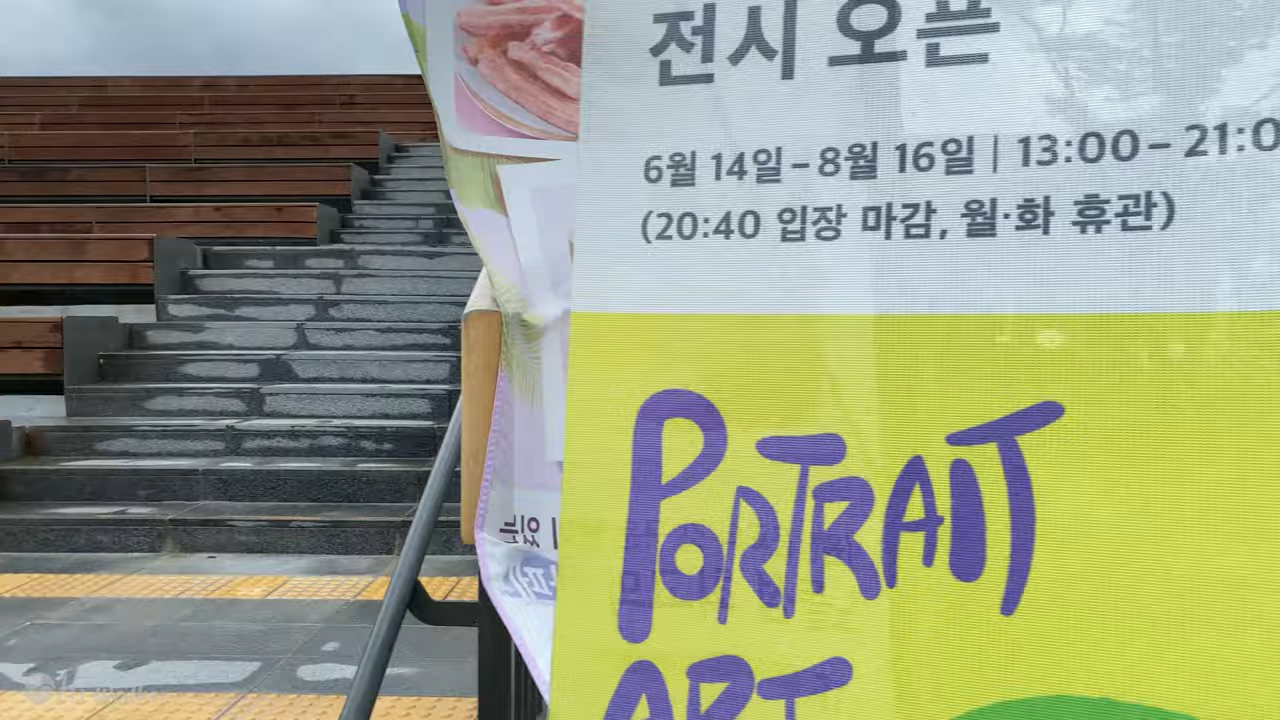 전시 오픈
6월 14일 – 8월 16일 | 13:00 – 21:0
(20:40 입장 마감, 월·화 휴관)
PORTRAIT
ART